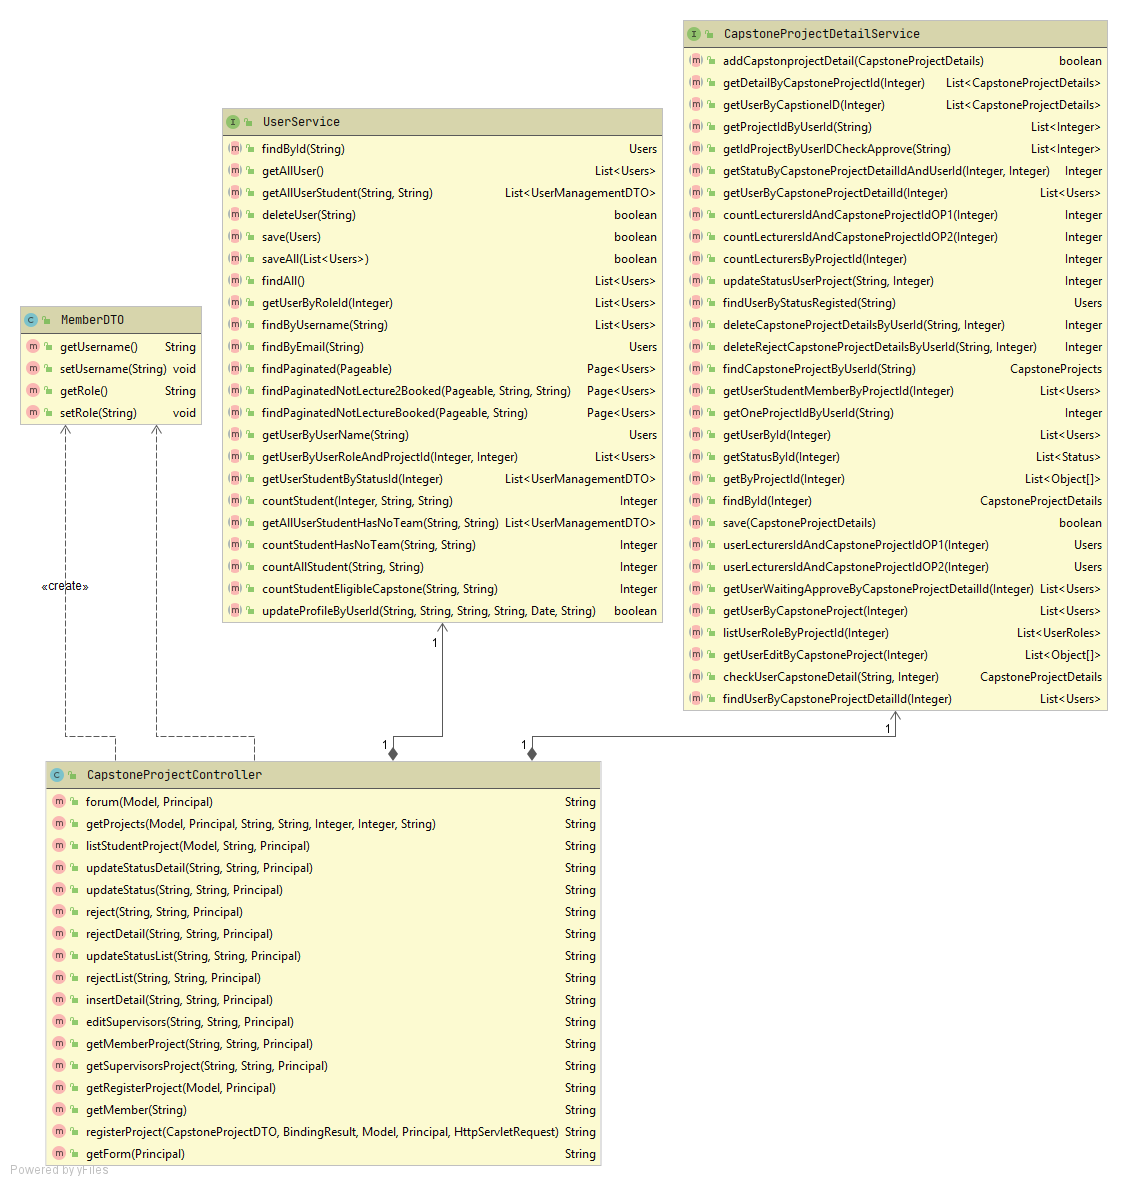 CapstoneProjectDetailService
addCapstonprojectDetail(CapstoneProjectDetails) boolean
getDetailByCapstoneProjectId(Integer) List<CapstoneProjectDetails>
getUserByCapstioneID(Integer) List<CapstoneProjectDetails>
getProjectIdByUserId(String) List<Integer>
getIdProjectByUserIDCheckApprove(String) List<Integer>
getStatuByCapstoneProjectDetailIdAndUserId(Integer, Integer) Integer
getUserByCapstoneProjectDetailId(Integer) List<Users>
countLecturersIdAndCapstoneProjectIdOP1(Integer) Integer
countLecturersIdAndCapstoneProjectIdOP2(Integer) Integer
countLecturersByProjectId(Integer) Integer
updateStatusUserProject(String, Integer) Integer
findUserByStatusRegisted(String) Users
deleteCapstoneProjectDetailsByUserId(String, Integer) Integer
deleteRejectCapstoneProjectDetailsByUserId(String, Integer) Integer
findCapstoneProjectByUserId(String) CapstoneProjects
getUserStudentMemberByProjectId(Integer) List<Users>
getOneProjectIdByUserId(String) Integer
getUserById(Integer) List<Users>
getStatusById(Integer) List<Status>
getByProjectId(Integer) List<Object[]>
findById(Integer) CapstoneProjectDetails
save(CapstoneProjectDetails) boolean
userLecturersIdAndCapstoneProjectIdOP1(Integer) Users
userLecturersIdAndCapstoneProjectIdOP2(Integer) Users
getUserWaitingApproveByCapstoneProjectDetailId(Integer) List<Users>
getUserByCapstoneProject(Integer) List<Users>
listUserRoleByProjectId(Integer) List<UserRoles>
getUserEditByCapstoneProject(Integer) List<Object[]>
checkUserCapstoneDetail(String, Integer) CapstoneProjectDetails
findUserByCapstoneProjectDetailId(Integer) List<Users>
UserService
findById(String) Users
getAllUser() List<Users>
getAllUserStudent(String, String) List<UserManagementDTO>
deleteUser(String) boolean
save(Users) boolean
saveAll(List<Users>) boolean
findAll() List<Users>
getUserByRoleId(Integer) List<Users>
findByUsername(String) List<Users>
findByEmail(String) Users
findPaginated(Pageable) Page<Users>
findPaginatedNotLecture2Booked(Pageable, String, String) Page<Users>
findPaginatedNotLectureBooked(Pageable, String) Page<Users>
getUserByUserName(String) Users
getUserByUserRoleAndProjectId(Integer, Integer) List<Users>
getUserStudentByStatusId(Integer) List<UserManagementDTO>
countStudent(Integer, String, String) Integer
getAllUserStudentHasNoTeam(String, String) List<UserManagementDTO>
countStudentHasNoTeam(String, String) Integer
countAllStudent(String, String) Integer
countStudentEligibleCapstone(String, String) Integer
updateProfileByUserId(String, String, String, String, Date, String) boolean
MemberDTO
getUsername() String
setUsername(String) void
getRole() String
setRole(String) void
«create»
1
1
1
1
CapstoneProjectController
forum(Model, Principal) String
getProjects(Model, Principal, String, String, Integer, Integer, String) String
listStudentProject(Model, String, Principal) String
updateStatusDetail(String, String, Principal) String
updateStatus(String, String, Principal) String
reject(String, String, Principal) String
rejectDetail(String, String, Principal) String
updateStatusList(String, String, Principal) String
rejectList(String, String, Principal) String
insertDetail(String, String, Principal) String
editSupervisors(String, String, Principal) String
getMemberProject(String, String, Principal) String
getSupervisorsProject(String, String, Principal) String
getRegisterProject(Model, Principal) String
getMember(String) String
registerProject(CapstoneProjectDTO, BindingResult, Model, Principal, HttpServletRequest) String
getForm(Principal) String
Powered by yFiles